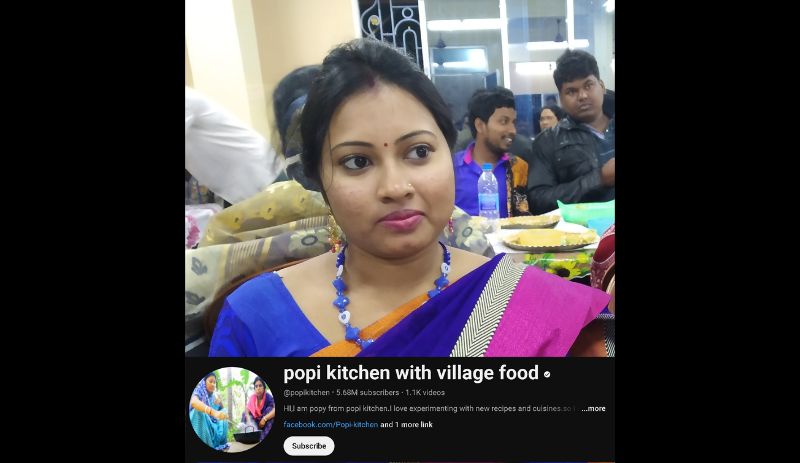 popi kitchen with village food
@popikitchen · 5.68M subscribers · 1.1K videos
Hi,I am popy from popi kitchen.I love experimenting with new recipes and cuisines.so ...more
facebook.com/Popi-kitchen and 1 more link
Subscribe